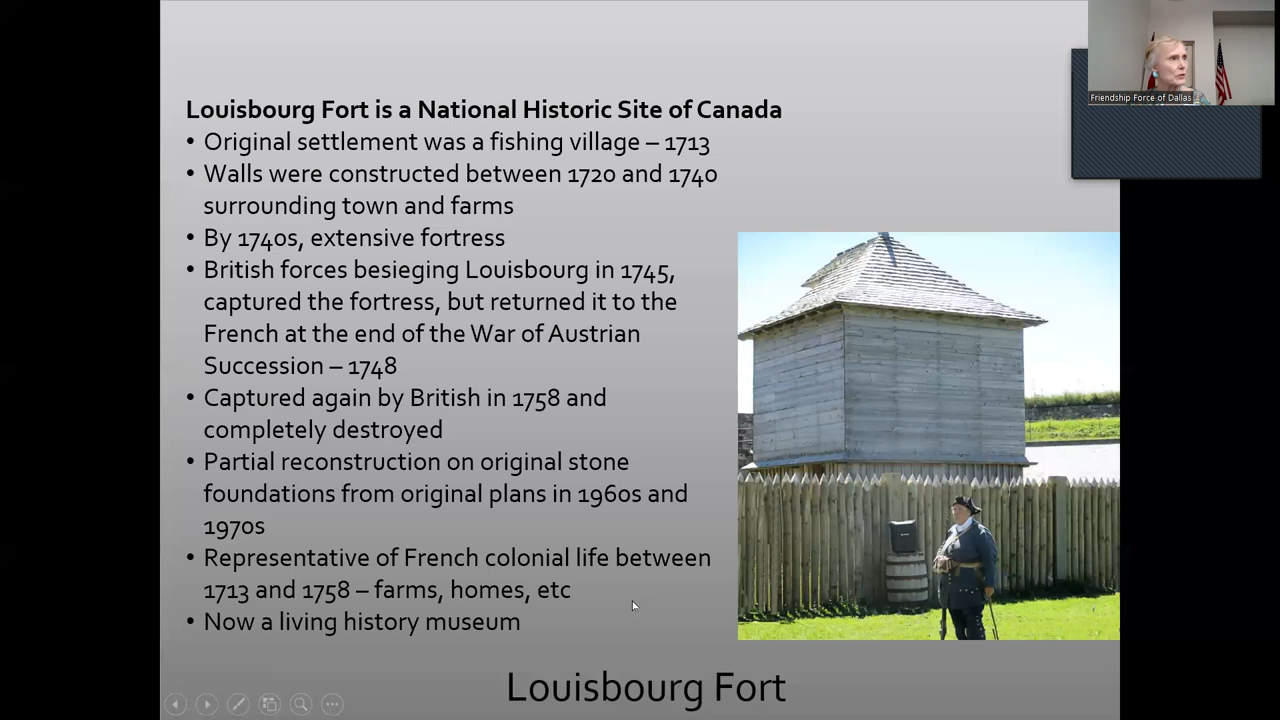 Louisbourg Fort is a National Historic Site of Canada
• Original settlement was a fishing village – 1713
• Walls were constructed between 1720 and 1740
surrounding town and farms
• By 1740s, extensive fortress
• British forces besieging Louisbourg in 1745,
captured the fortress, but returned it to the
French at the end of the War of Austrian
Succession – 1748
• Captured again by British in 1758 and
completely destroyed
• Partial reconstruction on original stone
foundations from original plans in 1960s and
1970s
• Representative of French colonial life between
1713 and 1758 – farms, homes, etc
• Now a living history museum
Louisbourg Fort
Friendship Force of Dallas